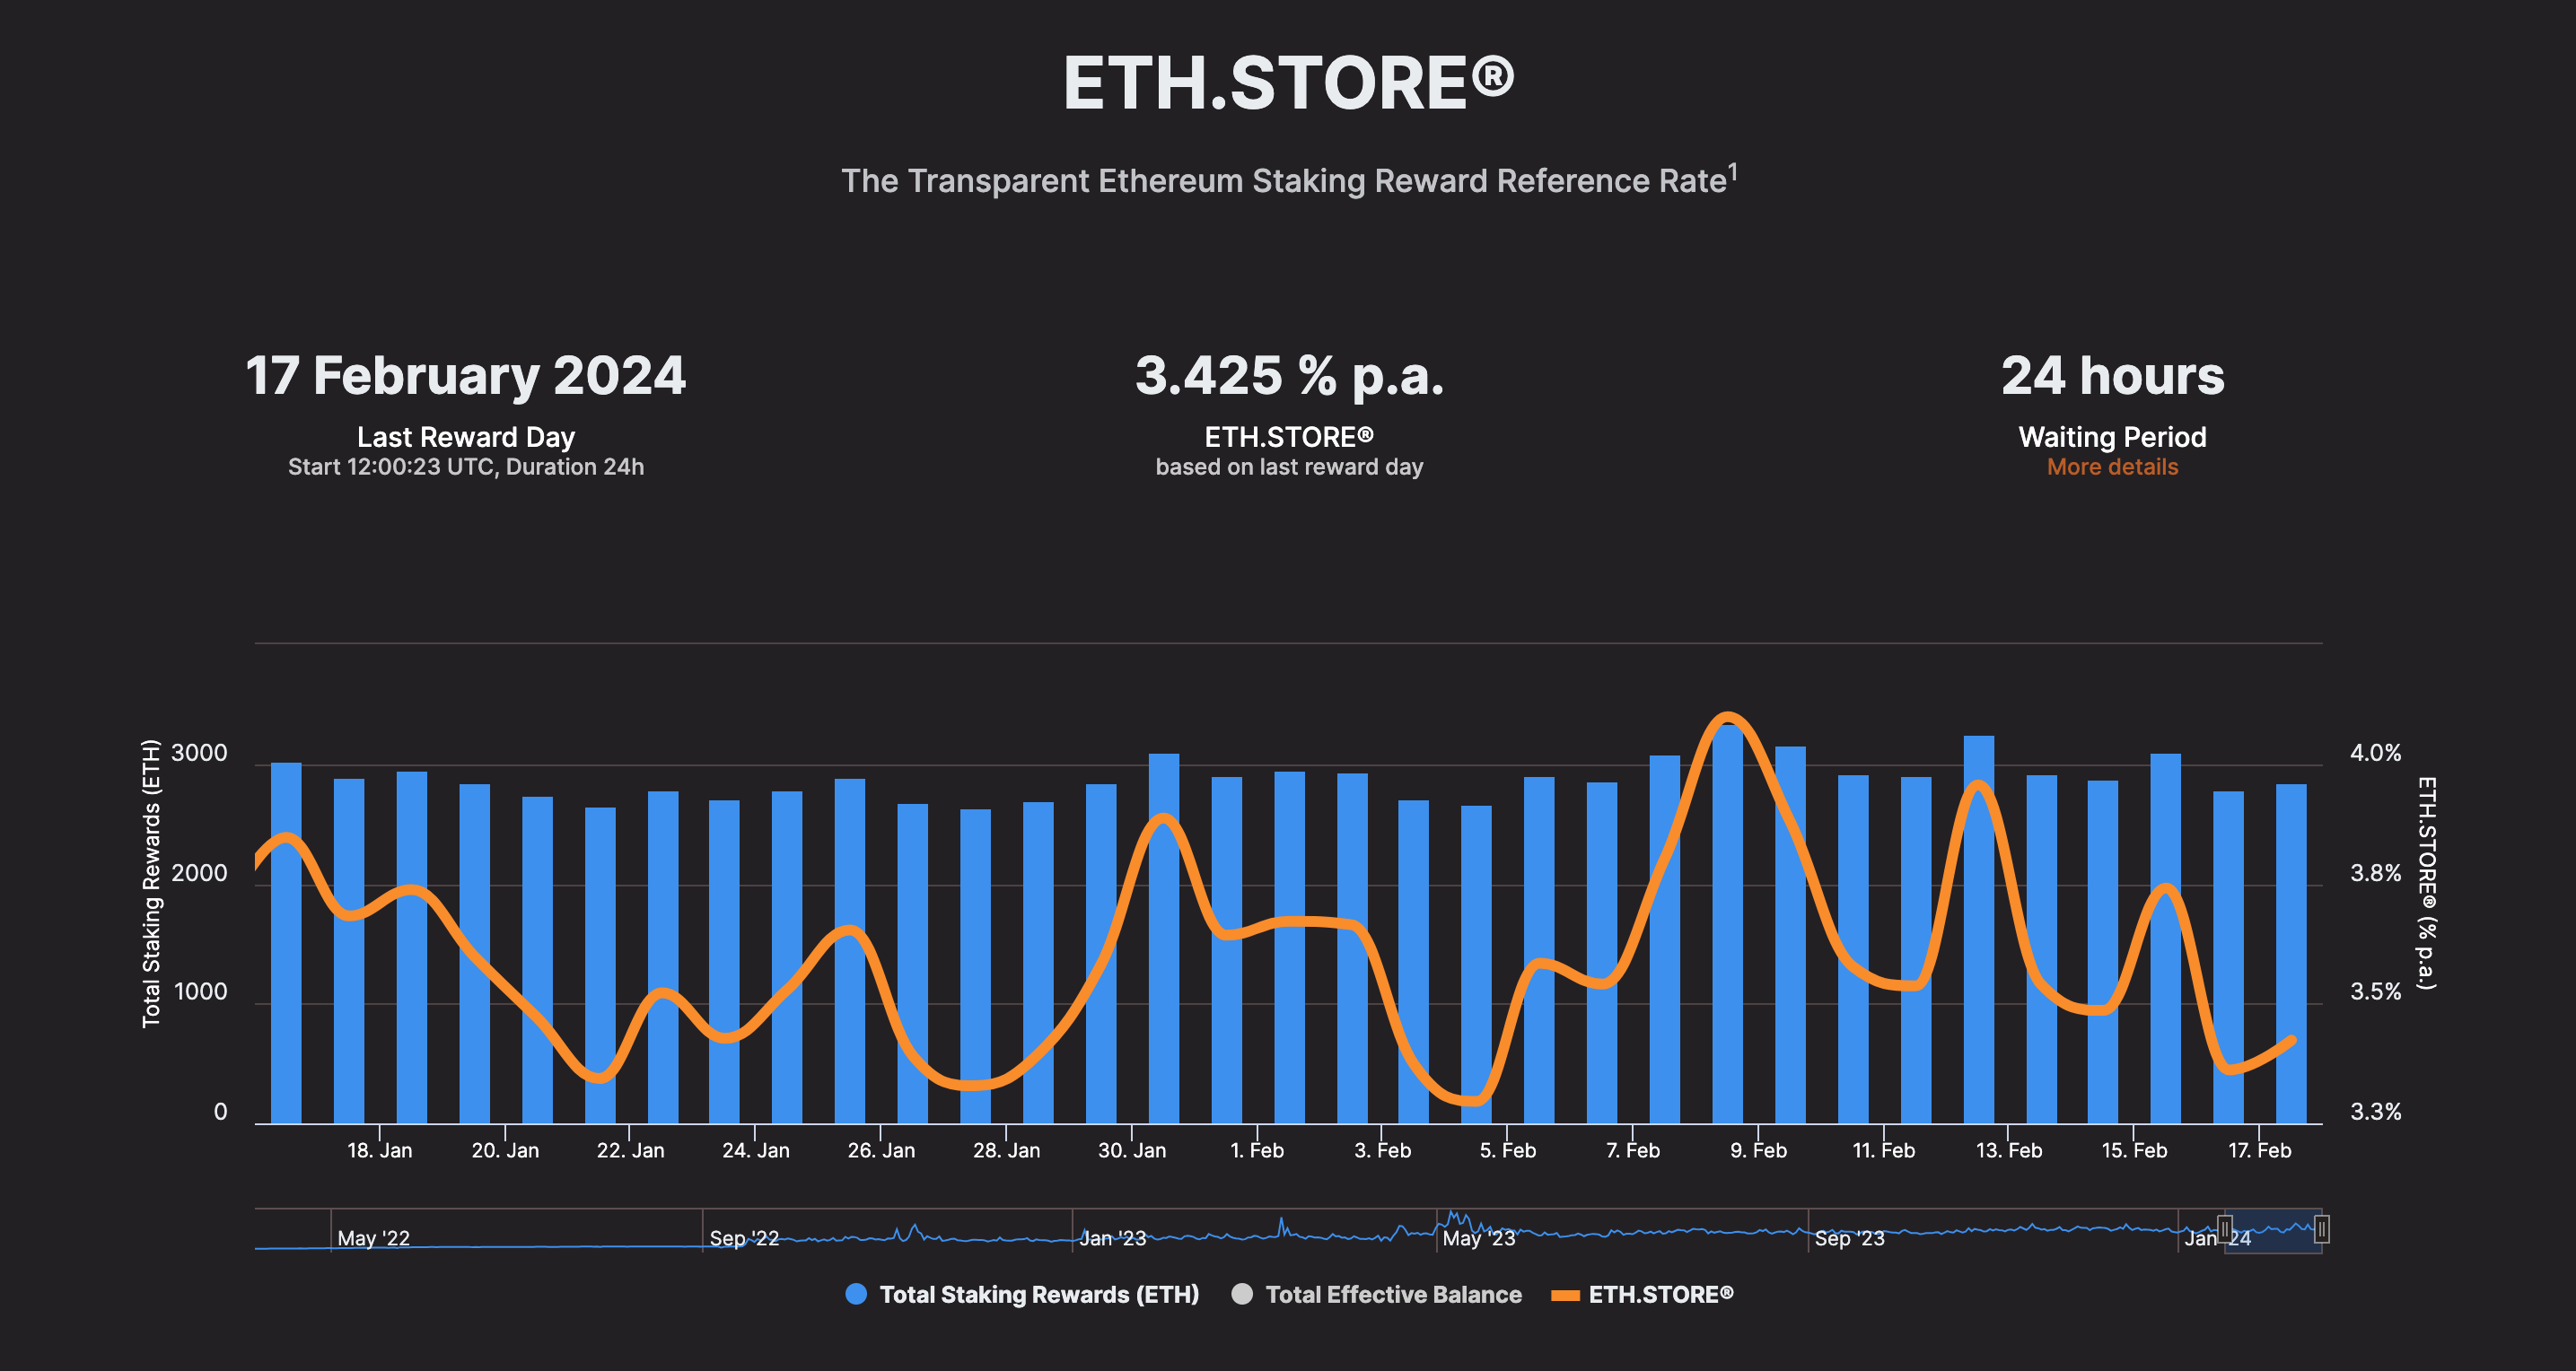 ETH.STORE®
The Transparent Ethereum Staking Reward Reference Rate¹
17 February 2024
Last Reward Day
Start 12:00:23 UTC, Duration 24h
3.425 % p.a.
ETH.STORE®
based on last reward day
24 hours
Waiting Period
More details
Total Staking Rewards (ETH)
3000
2000
1000
0
4.0%
3.8%
3.5%
3.3%
ETH.STORE® (% p.a.)
18. Jan
20. Jan
22. Jan
24. Jan
26. Jan
28. Jan
30. Jan
1. Feb
3. Feb
5. Feb
7. Feb
9. Feb
11. Feb
13. Feb
15. Feb
17. Feb
May '22
Sep '22
Jan '23
May '23
Sep '23
Jan '24
Total Staking Rewards (ETH)
Total Effective Balance
ETH.STORE®